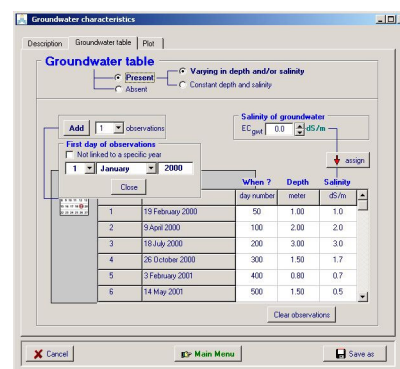 Groundwater characteristics
Description Groundwater table Plot
Groundwater table
Present
Absent
Varying in depth and/or salinity
Constant depth and salinity
Add 1 observations
First day of observations
Not linked to a specific year
1 January 2000
Close
Salinity of groundwater
ECgwt 0.0 dS/m
assign
When ? Depth Salinity
day number meter dS/m
1 19 February 2000 50 1.00 1.0
2 9 April 2000 100 2.00 2.0
3 18 July 2000 200 3.00 3.0
4 26 October 2000 300 1.50 1.7
5 3 February 2001 400 0.80 0.7
6 14 May 2001 500 1.50 0.5
Clear observations
Cancel Main Menu Save as